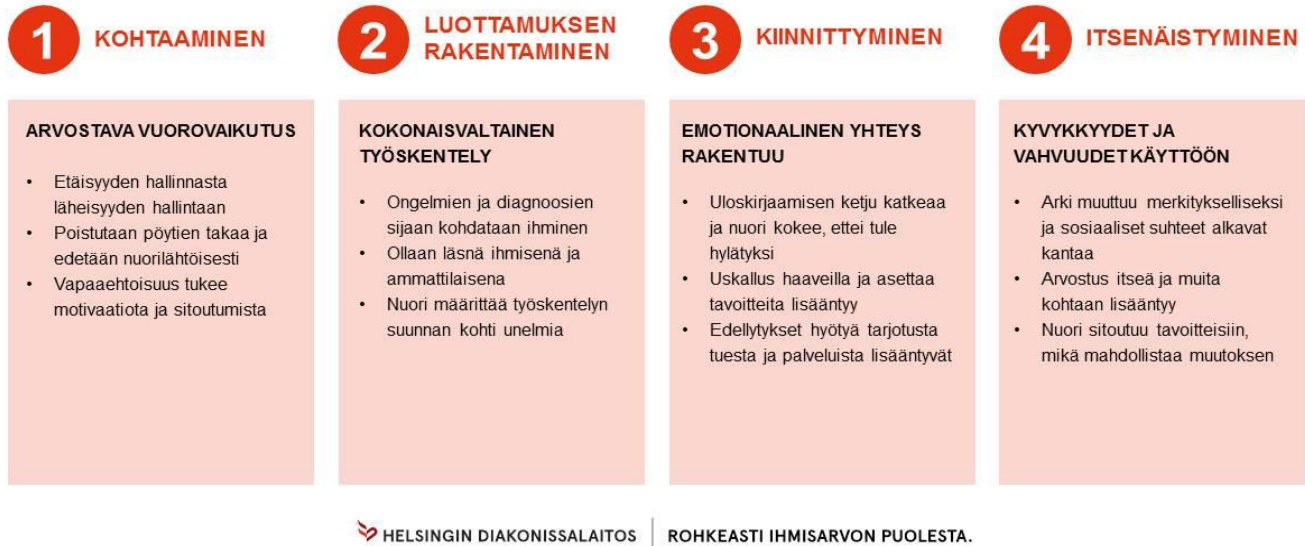 1 KOHTAAMINEN
ARVOSTAVA VUOROVAIKUTUS
• Etäisyyden hallinnasta
läheisyyden hallintaan
• Poistutaan pöytien takaa ja
edetään nuorilähtöisesti
• Vapaaehtoisuus tukee
motivaatiota ja sitoutumista
2 LUOTTAMUKSEN
RAKENTAMINEN
KOKONAISVALTAINEN
TYÖSKENTELY
• Ongelmien ja diagnoosien
sijaan kohdataan ihminen
• Ollaan läsnä ihmisenä ja
ammattilaisena
• Nuori määrittää työskentelyn
suunnan kohti unelmia
3 KIINNITTYMINEN
EMOTIONAALINEN YHTEYS
RAKENTUU
• Uloskirjaamisen ketju katkeaa
ja nuori kokee, ettei tule
hylätyksi
• Uskallus haaveilla ja asettaa
tavoitteita lisääntyy
• Edellytykset hyötyä tarjotusta
tuesta ja palveluista lisääntyvät
4 ITSENÄISTYMINEN
KYVYKKYYDET JA
VAHVUUDET KÄYTTÖÖN
• Arki muuttuu merkitykselliseksi
ja sosiaaliset suhteet alkavat
kantaa
• Arvostus itseä ja muita
kohtaan lisääntyy
• Nuori sitoutuu tavoitteisiin,
mikä mahdollistaa muutoksen
HELSINGIN DIAKONISSALAITOS | ROHKEASTI IHMISARVON PUOLESTA.